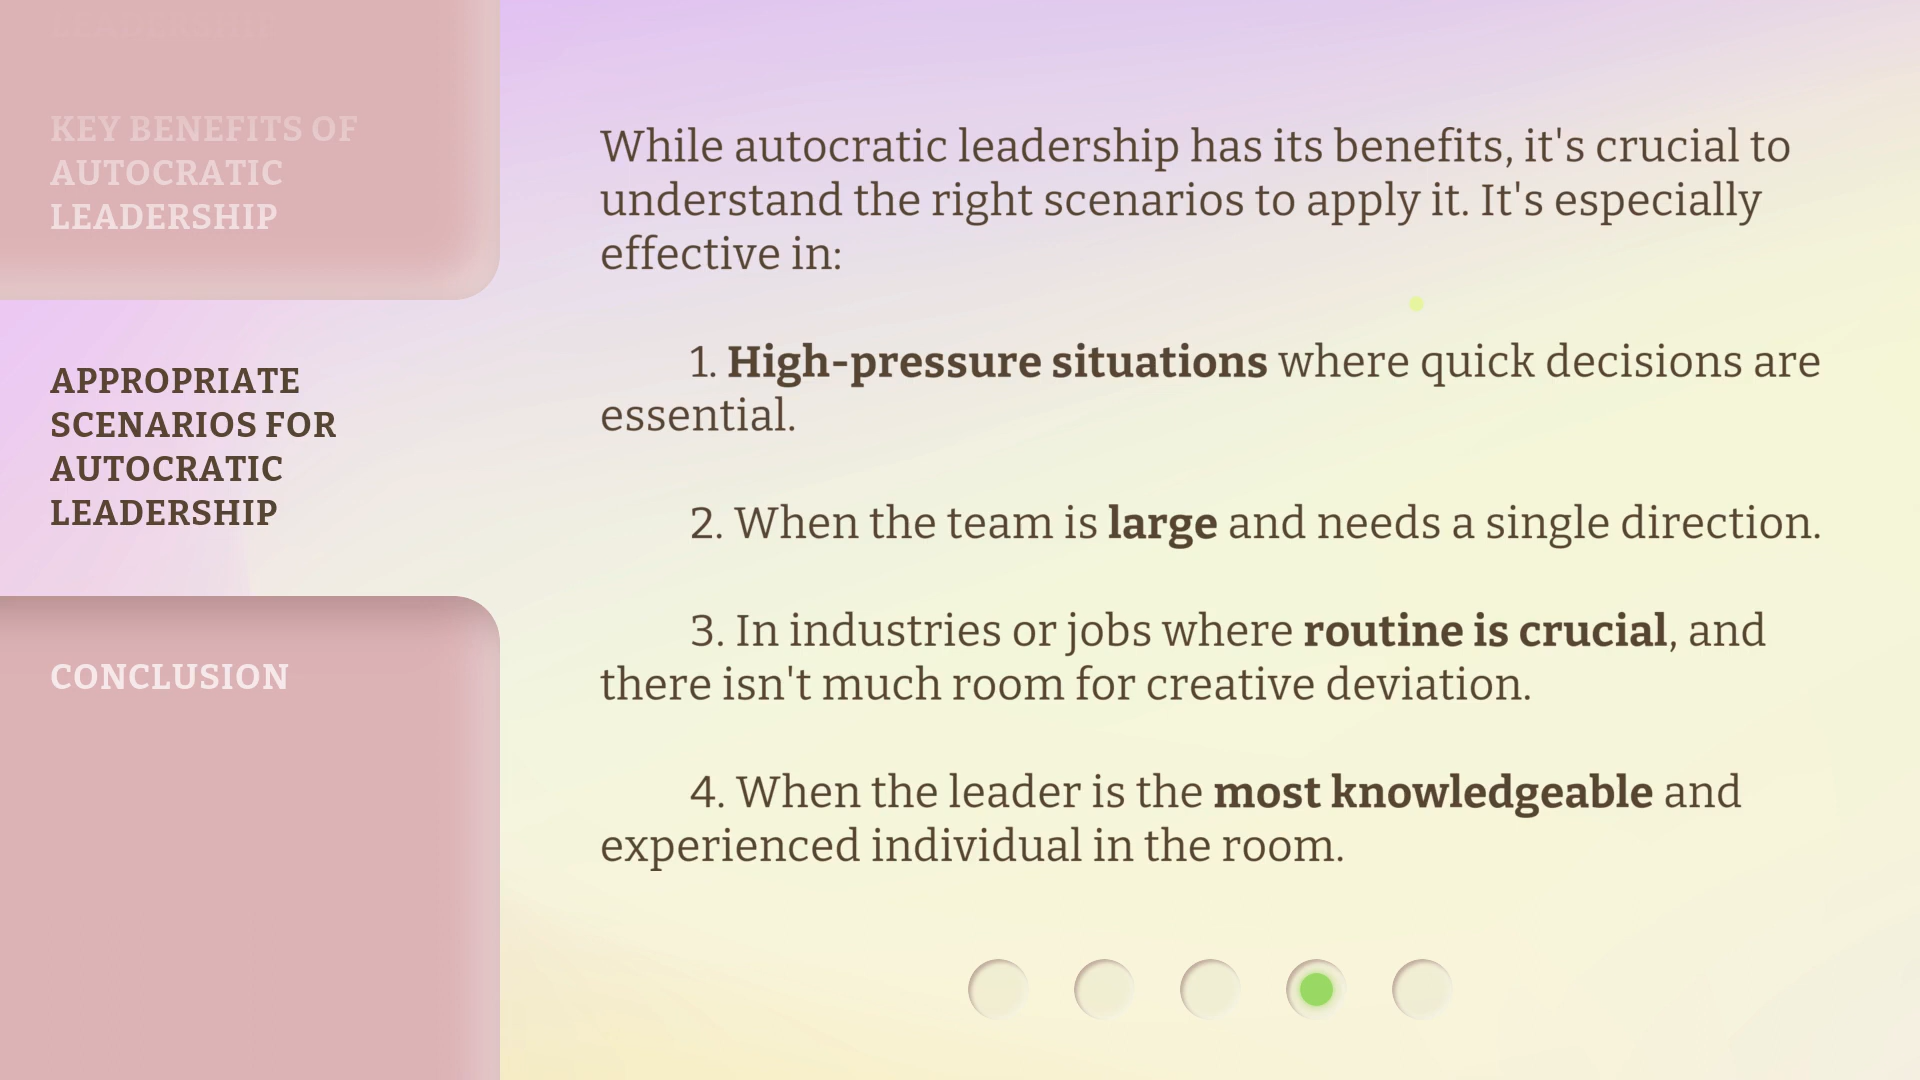 LEADERSHIP
KEY BENEFITS OF
AUTOCRATIC
LEADERSHIP
APPROPRIATE
SCENARIOS FOR
AUTOCRATIC
LEADERSHIP
CONCLUSION
While autocratic leadership has its benefits, it's crucial to
understand the right scenarios to apply it. It's especially
effective in:
1. High-pressure situations where quick decisions are
essential.
2. When the team is large and needs a single direction.
3. In industries or jobs where routine is crucial, and
there isn't much room for creative deviation.
4. When the leader is the most knowledgeable and
experienced individual in the room.